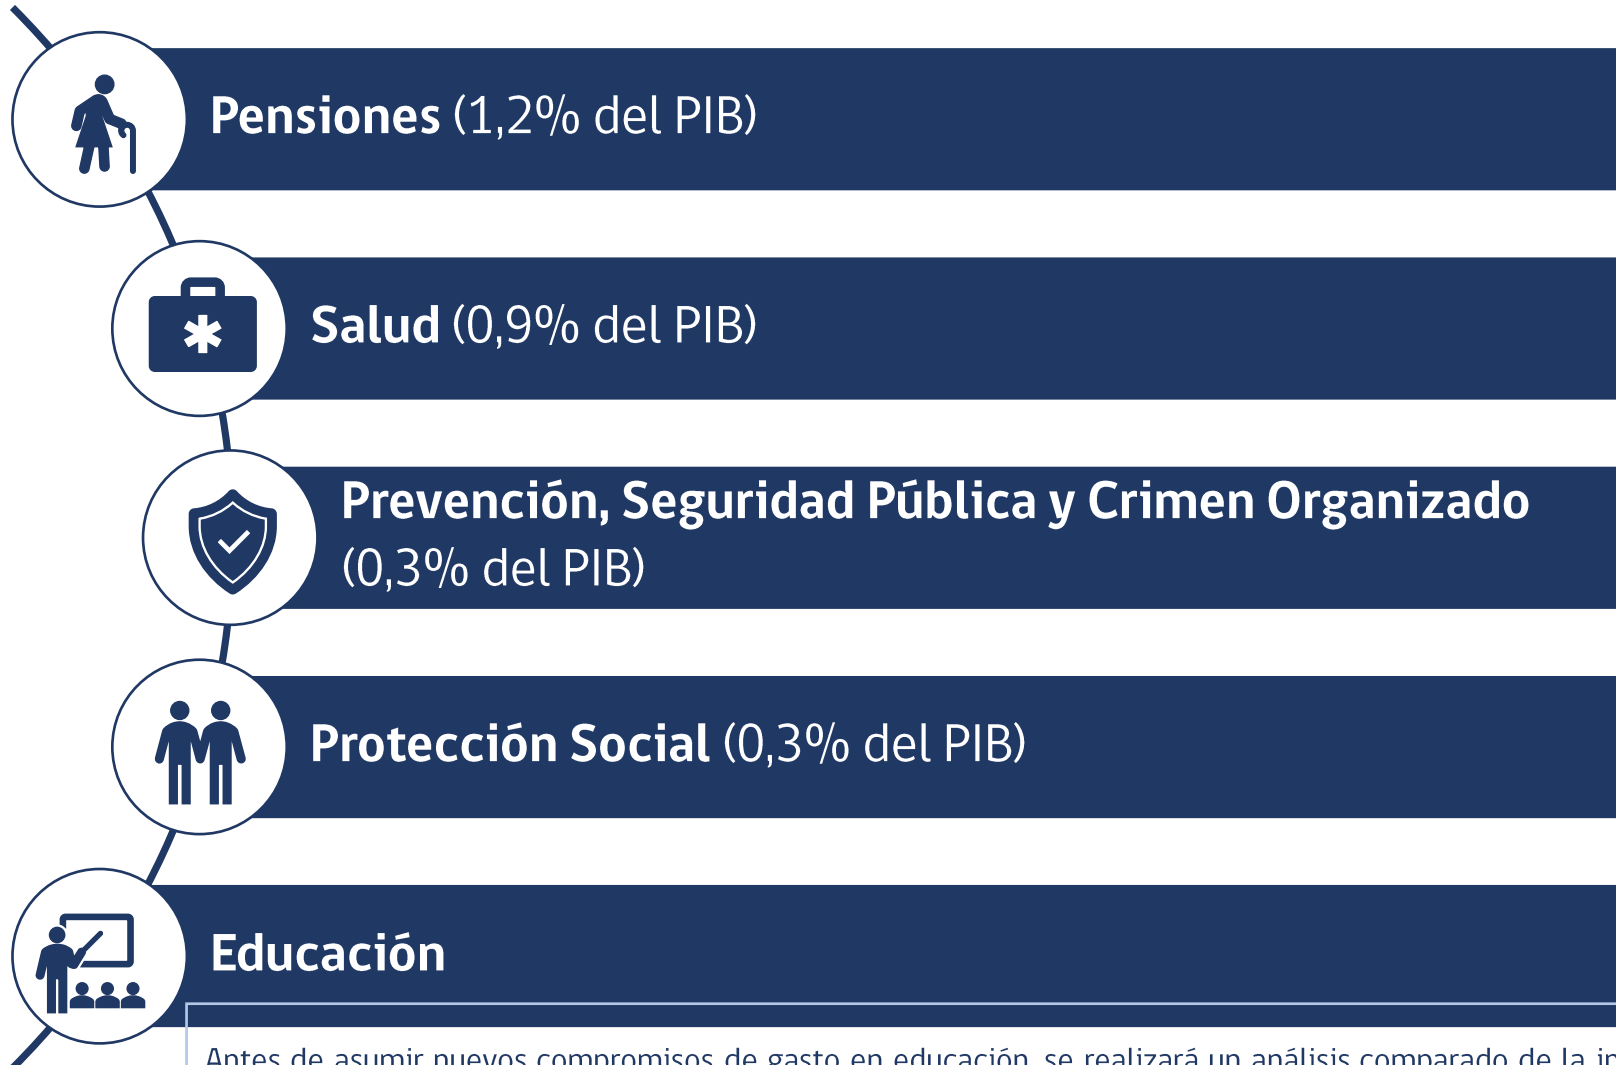 Pensiones (1,2% del PIB)
Salud (0,9% del PIB)
Prevención, Seguridad Pública y Crimen Organizado
(0,3% del PIB)
Protección Social (0,3% del PIB)
Educación
Antes de asumir nuevos compromisos de gasto en educación, se realizará un análisis comparado de la